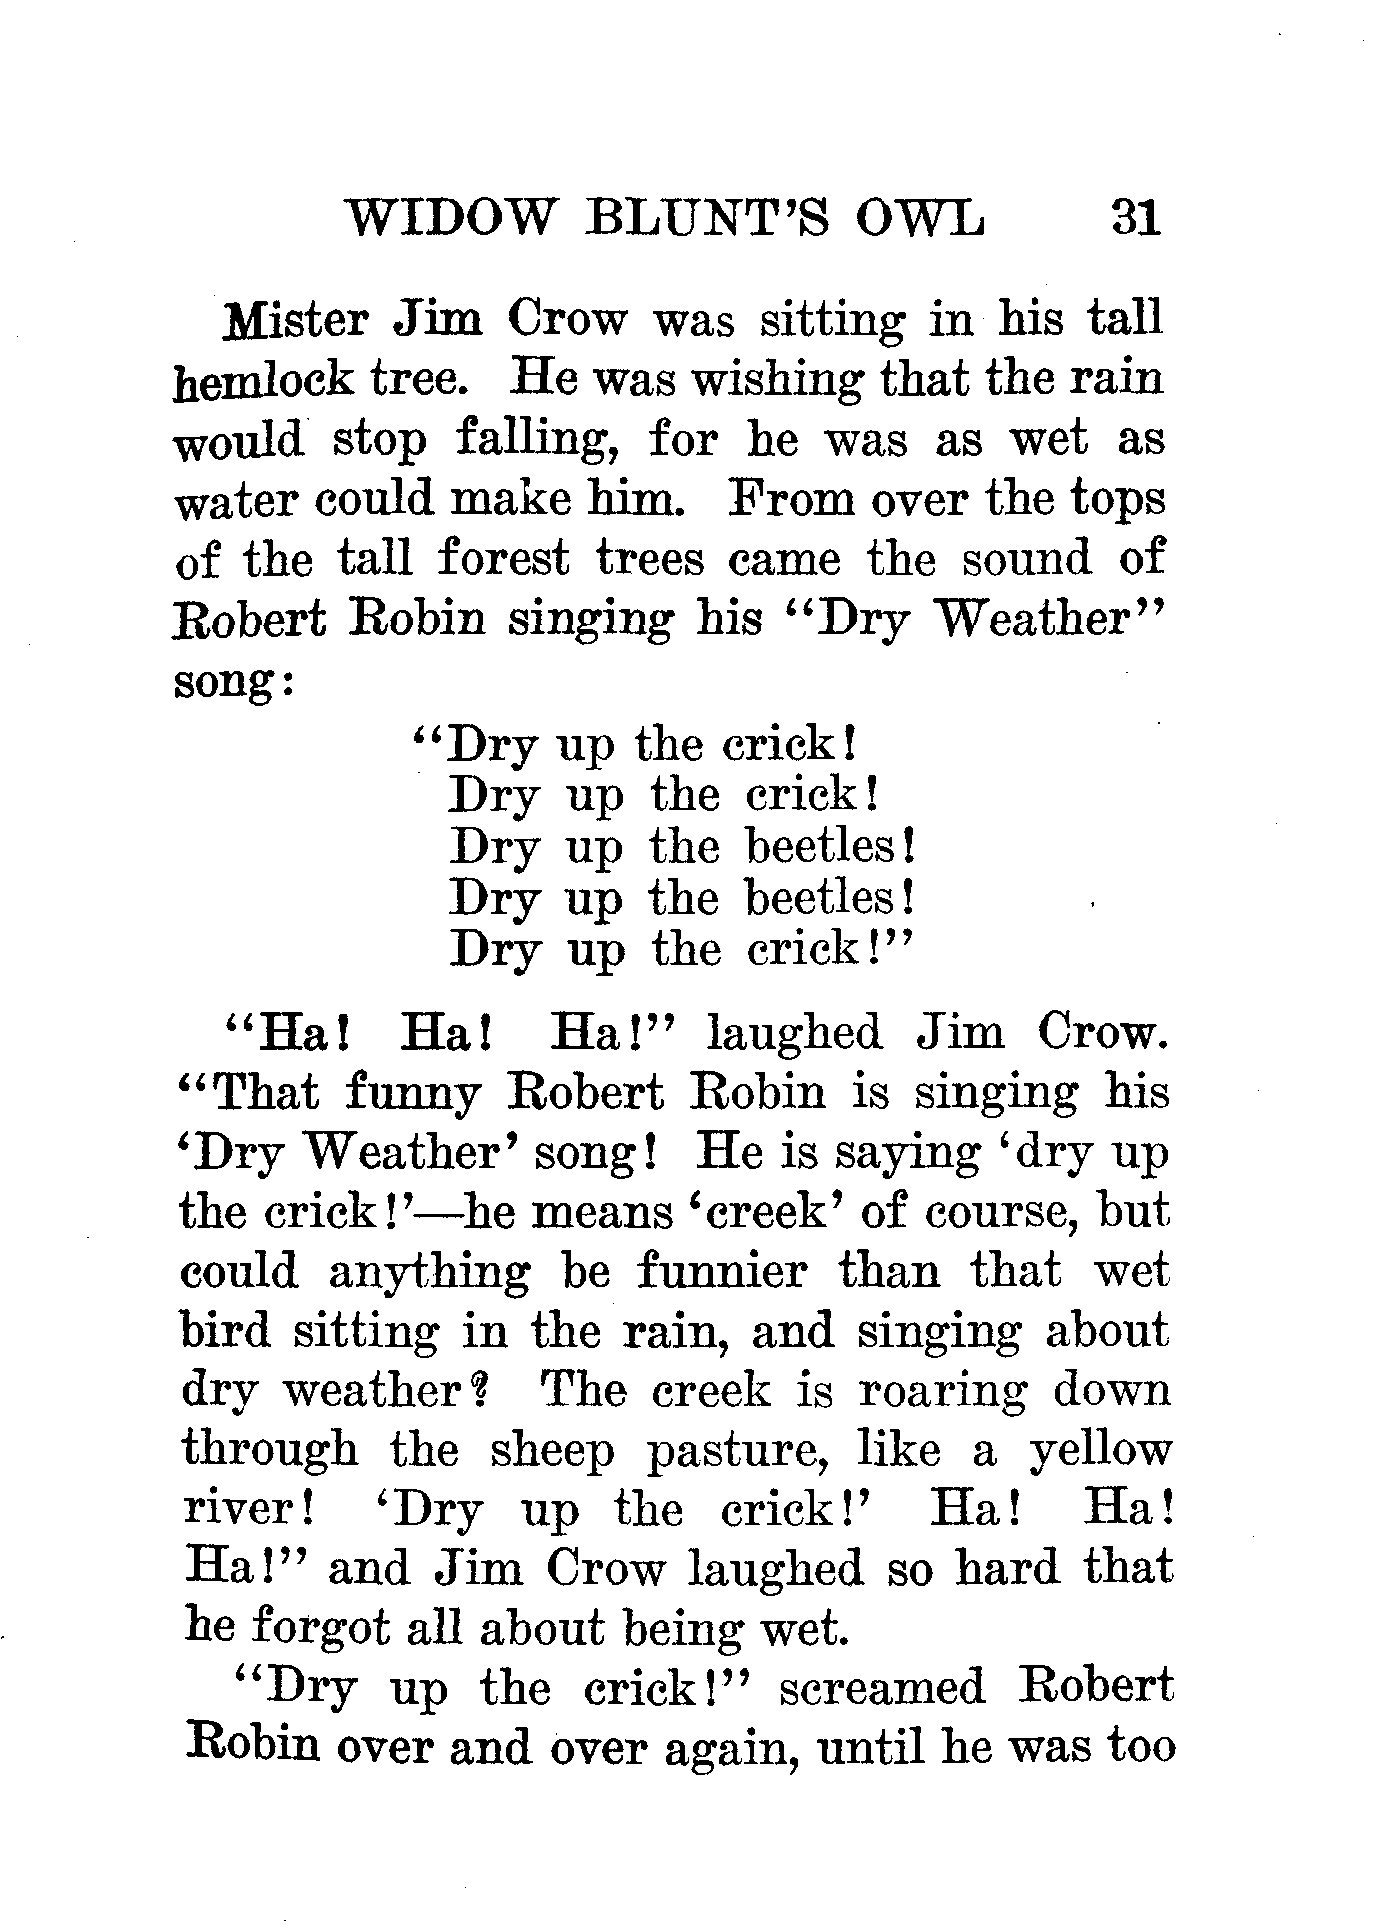 WIDOW BLUNT'S OWL 31
Mister Jim Crow was sitting in his tall
hemlock tree. He was wishing that the rain
would stop falling, for he was as wet as
water could make him. From over the tops
of the tall forest trees came the sound of
Robert Robin singing his "Dry Weather"
song:
"Dry up the crick!
Dry up the crick!
Dry up the beetles!
Dry up the beetles!
Dry up the crick!"
"Ha! Ha! Ha!" laughed Jim Crow.
"That funny Robert Robin is singing his
'Dry Weather' song! He is saying 'dry up
the crick!'—he means 'creek' of course, but
could anything be funnier than that wet
bird sitting in the rain, and singing about
dry weather? The creek is roaring down
through the sheep pasture, like a yellow
river! 'Dry up the crick!' Ha! Ha!
Ha!" and Jim Crow laughed so hard that
he forgot all about being wet.
"Dry up the crick!" screamed Robert
Robin over and over again, until he was too